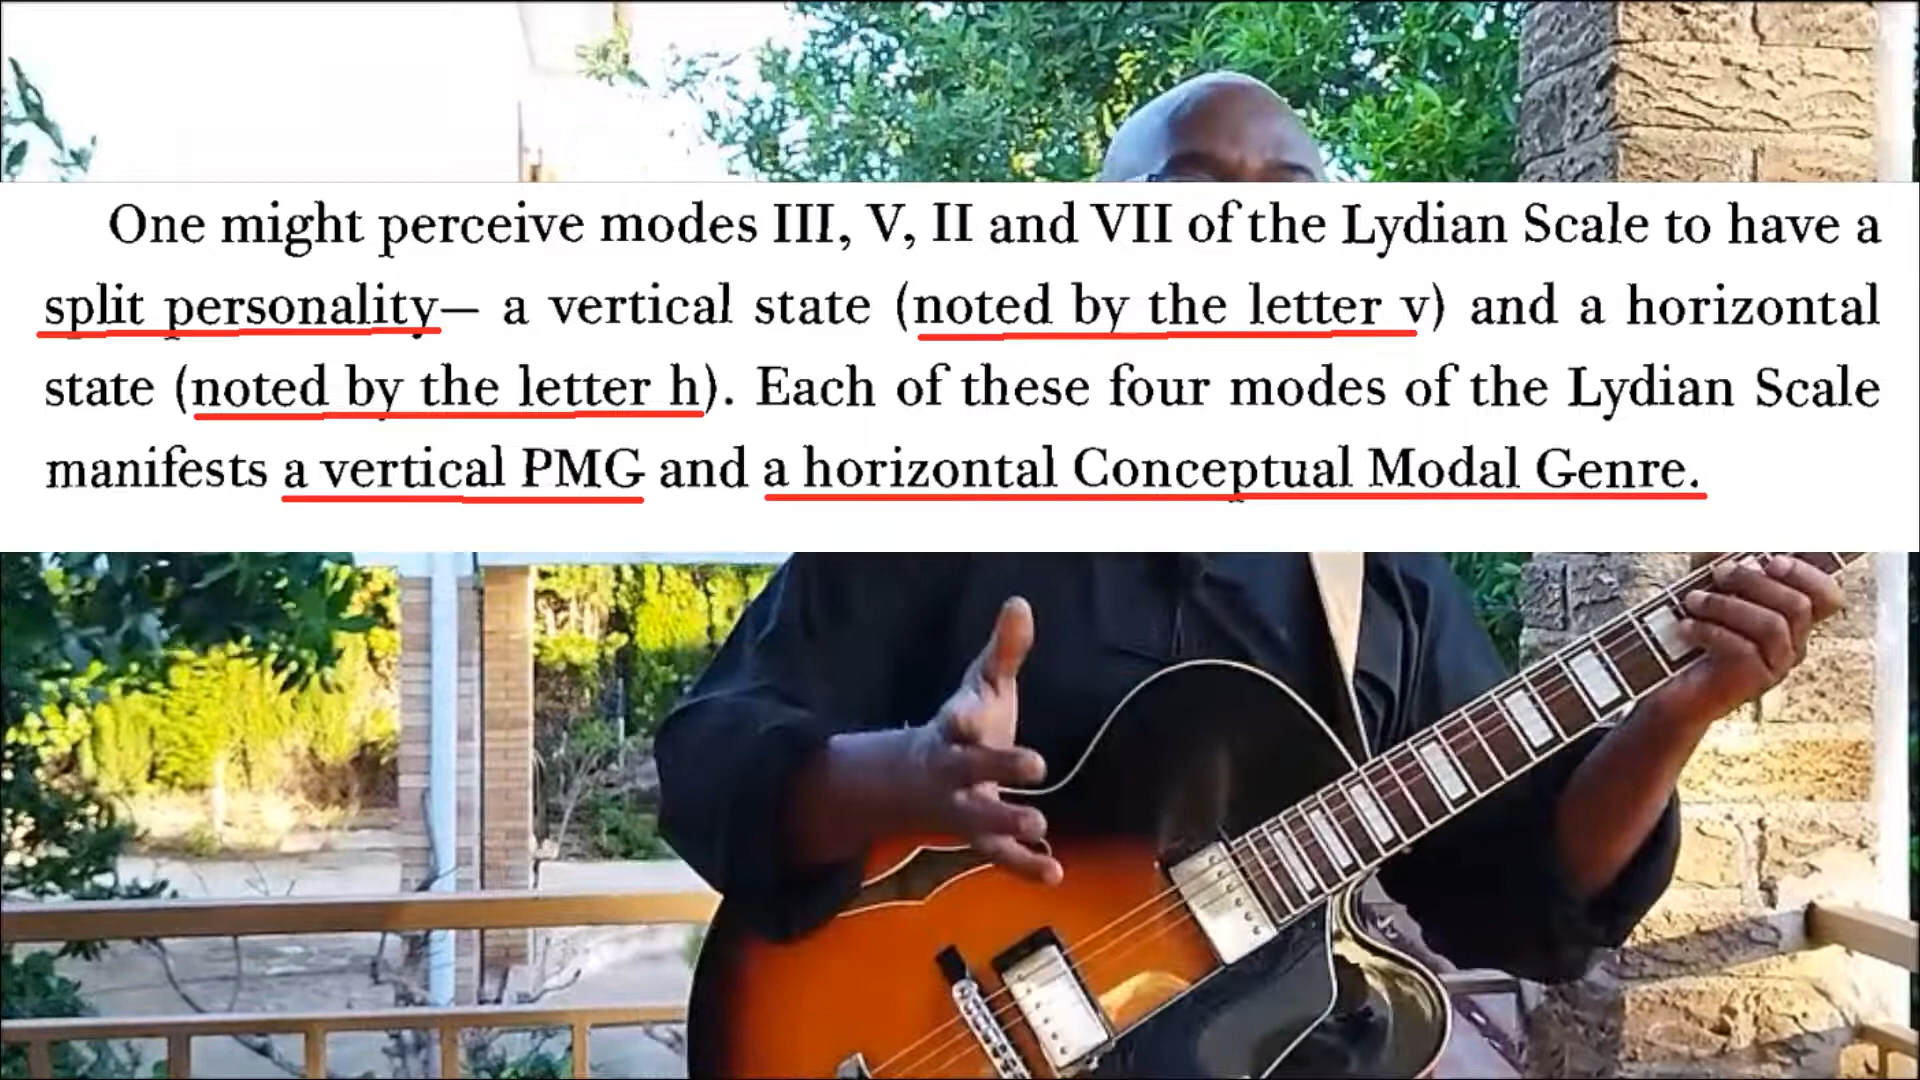 One might perceive modes III, V, II and VII of the Lydian Scale to have a
split personality— a vertical state (noted by the letter v) and a horizontal
state (noted by the letter h). Each of these four modes of the Lydian Scale
manifests a vertical PMG and a horizontal Conceptual Modal Genre.